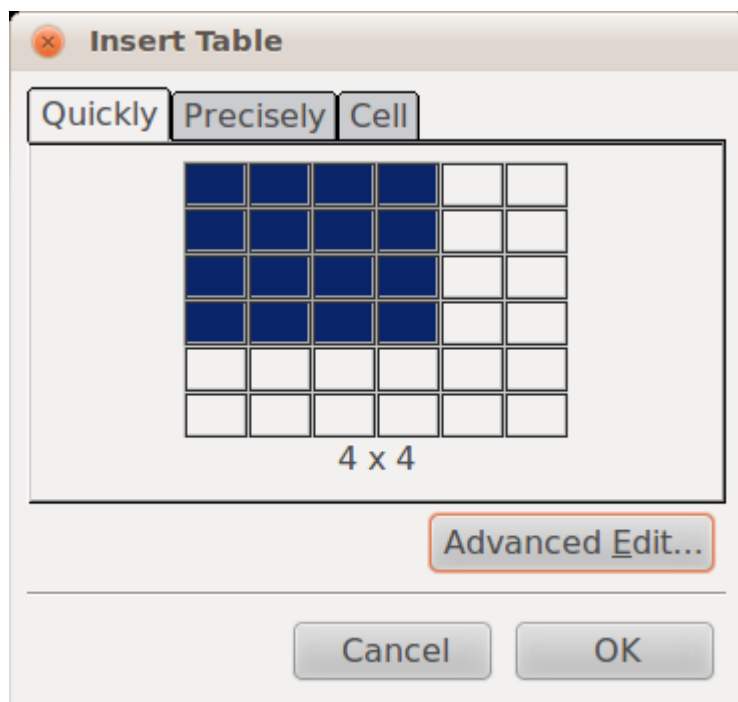 Insert Table
Quickly Precisely Cell
4 x 4
Advanced Edit...
Cancel OK